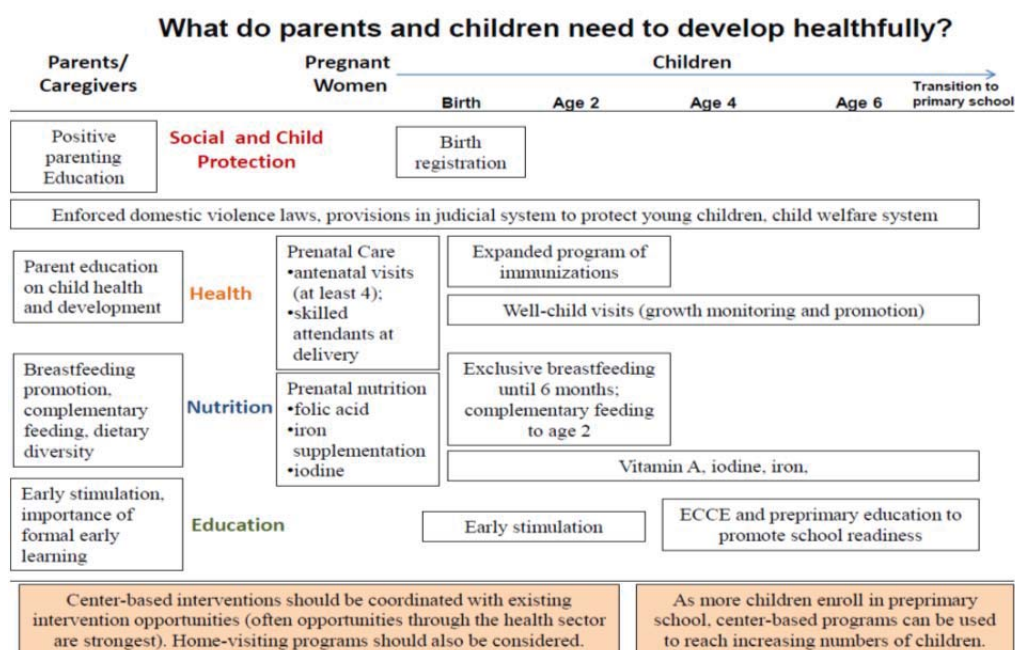 What do parents and children need to develop healthfully?
Parents/
Caregivers
Pregnant
Women
Children
Birth
Age 2
Age 4
Age 6
Transition to
primary school
Positive
parenting
Education
Social and Child
Protection
Birth
registration
Enforced domestic violence laws, provisions in judicial system to protect young children, child welfare system
Parent education
on child health
and development
Health
Prenatal Care
•antenatal visits
(at least 4);
•skilled
attendants at
delivery
Expanded program of
immunizations
Well-child visits (growth monitoring and promotion)
Breastfeeding
promotion,
complementary
feeding, dietary
diversity
Nutrition
Prenatal nutrition
•folic acid
•iron
supplementation
•iodine
Exclusive breastfeeding
until 6 months;
complementary feeding
to age 2
Vitamin A, iodine, iron,
Early stimulation,
importance of
formal early
learning
Education
Early stimulation
ECCE and preprimary education to
promote school readiness
Center-based interventions should be coordinated with existing
intervention opportunities (often opportunities through the health sector
are strongest). Home-visiting programs should also be considered.
As more children enroll in preprimary
school, center-based programs can be used
to reach increasing numbers of children.